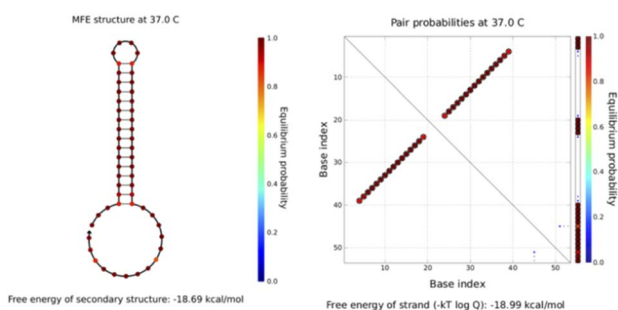 MFE structure at 37.0 C
1.0
0.8
0.6
0.4
0.2
0.0
Equilibrium probability
Free energy of secondary structure: -18.69 kcal/mol
Pair probabilities at 37.0 C
10
20
30
40
50
Base index
10 20 30 40 50
Base index
1.0
0.8
0.6
0.4
0.2
0.0
Equilibrium probability
Free energy of strand (-kT log Q): -18.99 kcal/mol